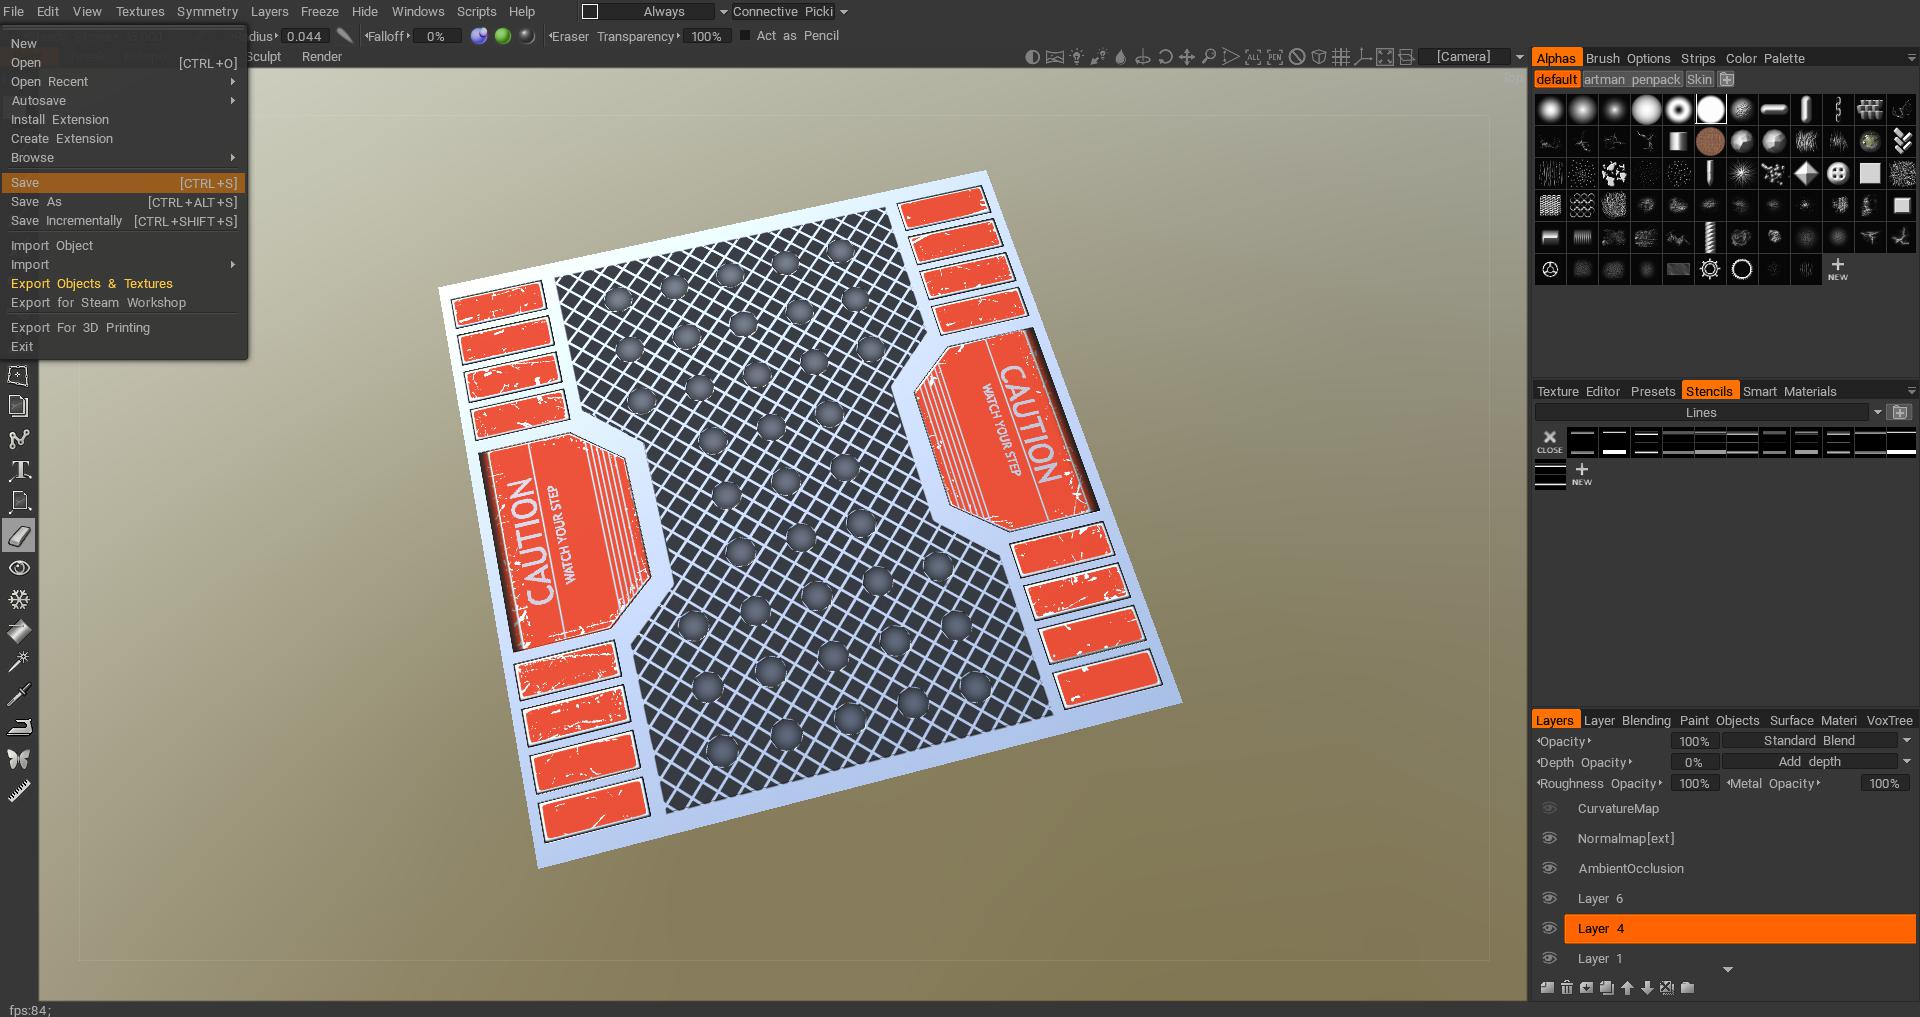 File Edit View Textures Symmetry Layers Freeze Hide Windows Scripts Help Always Connective Picki
Radius 0.044 Falloff 0% Eraser Transparency 100% Act as Pencil
Sculpt Render [Camera]
New
Open [CTRL+O]
Open Recent
Autosave
Install Extension
Create Extension
Browse
Save [CTRL+S]
Save As [CTRL+ALT+S]
Save Incrementally [CTRL+SHIFT+S]
Import Object
Import
Export Objects & Textures
Export for Steam Workshop
Export For 3D Printing
Exit
CAUTION
WATCH YOUR STEP
CAUTION
WATCH YOUR STEP
Alphas Brush Options Strips Color Palette
default artman penpack Skin
NEW
Texture Editor Presets Stencils Smart Materials
Lines
CLOSE
NEW
Layers Layer Blending Paint Objects Surface Materi VoxTree
Opacity 100% Standard Blend
Depth Opacity 0% Add depth
Roughness Opacity 100% Metal Opacity 100%
CurvatureMap
Normalmap[ext]
AmbientOcclusion
Layer 6
Layer 4
Layer 1
fps:84;